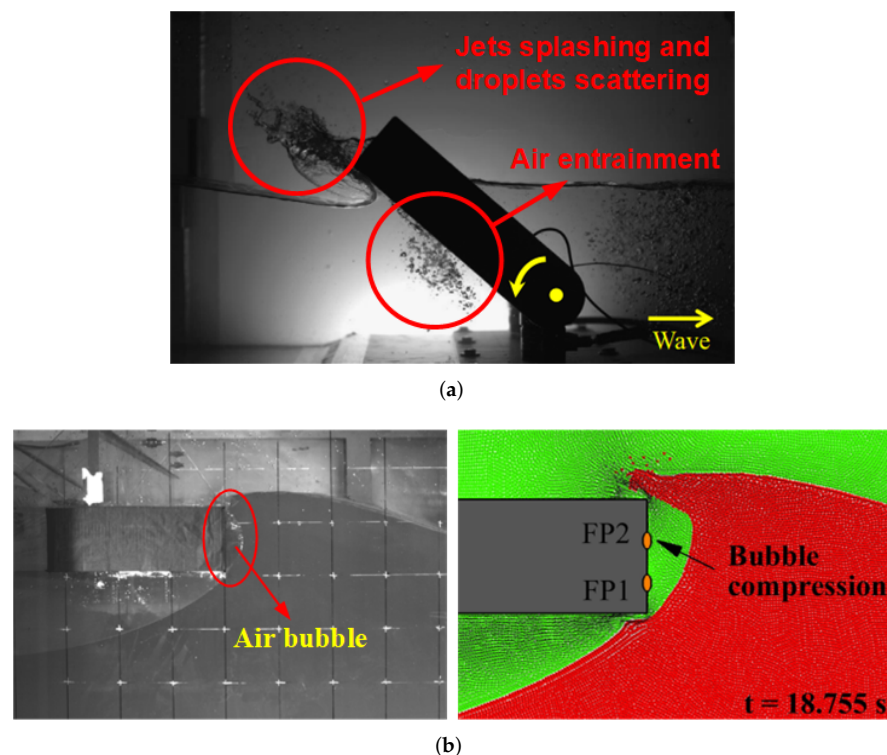 Jets splashing and
droplets scattering
Air entrainment
Wave
(a)
Air bubble
FP2
FP1
Bubble
compression
t = 18.755 s
(b)